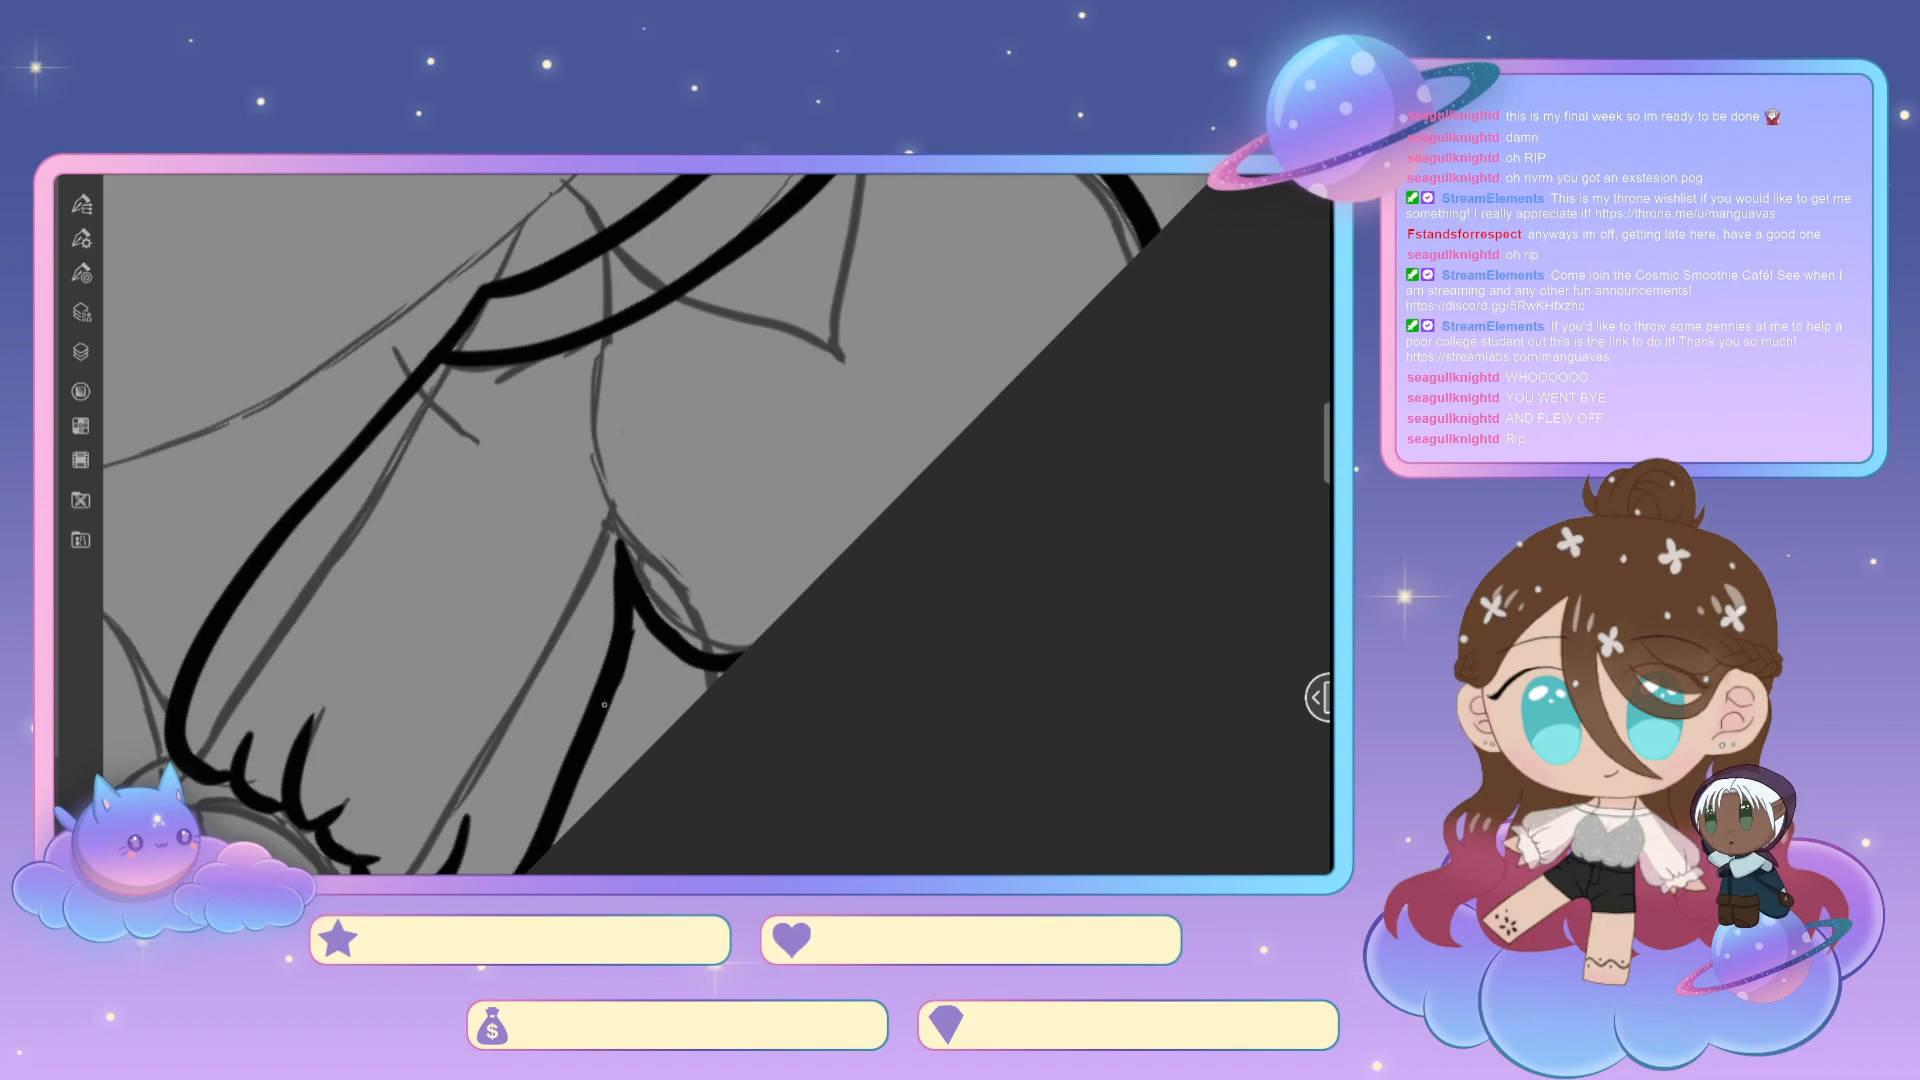 seagullknightd this is my final week so im ready to be done
seagullknightd damn
seagullknightd oh RIP
seagullknightd oh nvrm you got an exstesion pog
StreamElements This is my throne wishlist if you would like to get me
something! I really appreciate it! https://throne.me/u/manguavas
Fstandsforrespect anyways im off, getting late here, have a good one
seagullknightd oh rip
StreamElements Come join the Cosmic Smoothie Café! See when I
am streaming and any other fun announcements!
https://discord.gg/5RwKHfxzhc
StreamElements If you'd like to throw some pennies at me to help a
poor college student out this is the link to do it! Thank you so much!
https://streamlabs.com/manguavas
seagullknightd WHOOOOOO
seagullknightd YOU WENT BYE
seagullknightd AND FLEW OFF
seagullknightd Rip
$